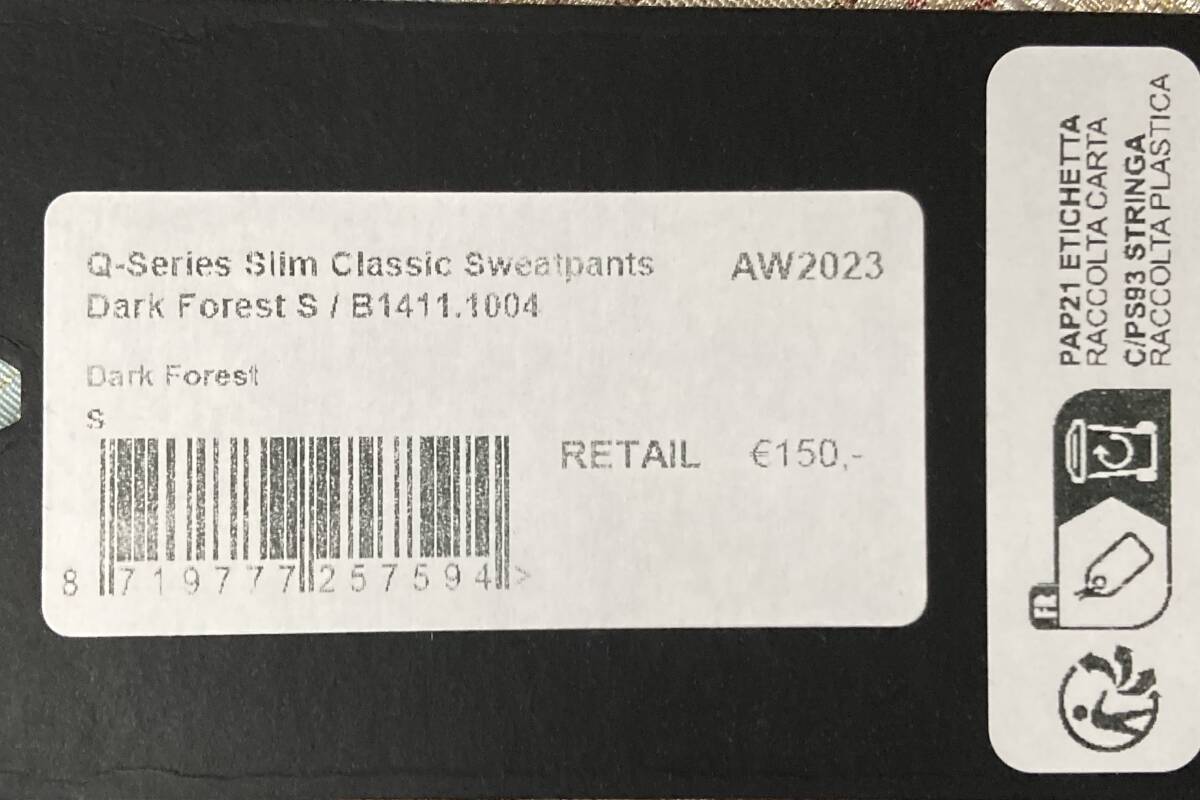 Q-Series Slim Classic Sweatpants
AW2023
Dark Forest S / B1411.1004
Dark Forest
S
RETAIL €150,-
8 719777 257594 >
PAP21 ETICHETTA
RACCOLTA CARTA
C/PS93 STRINGA
RACCOLTA PLASTICA
FR